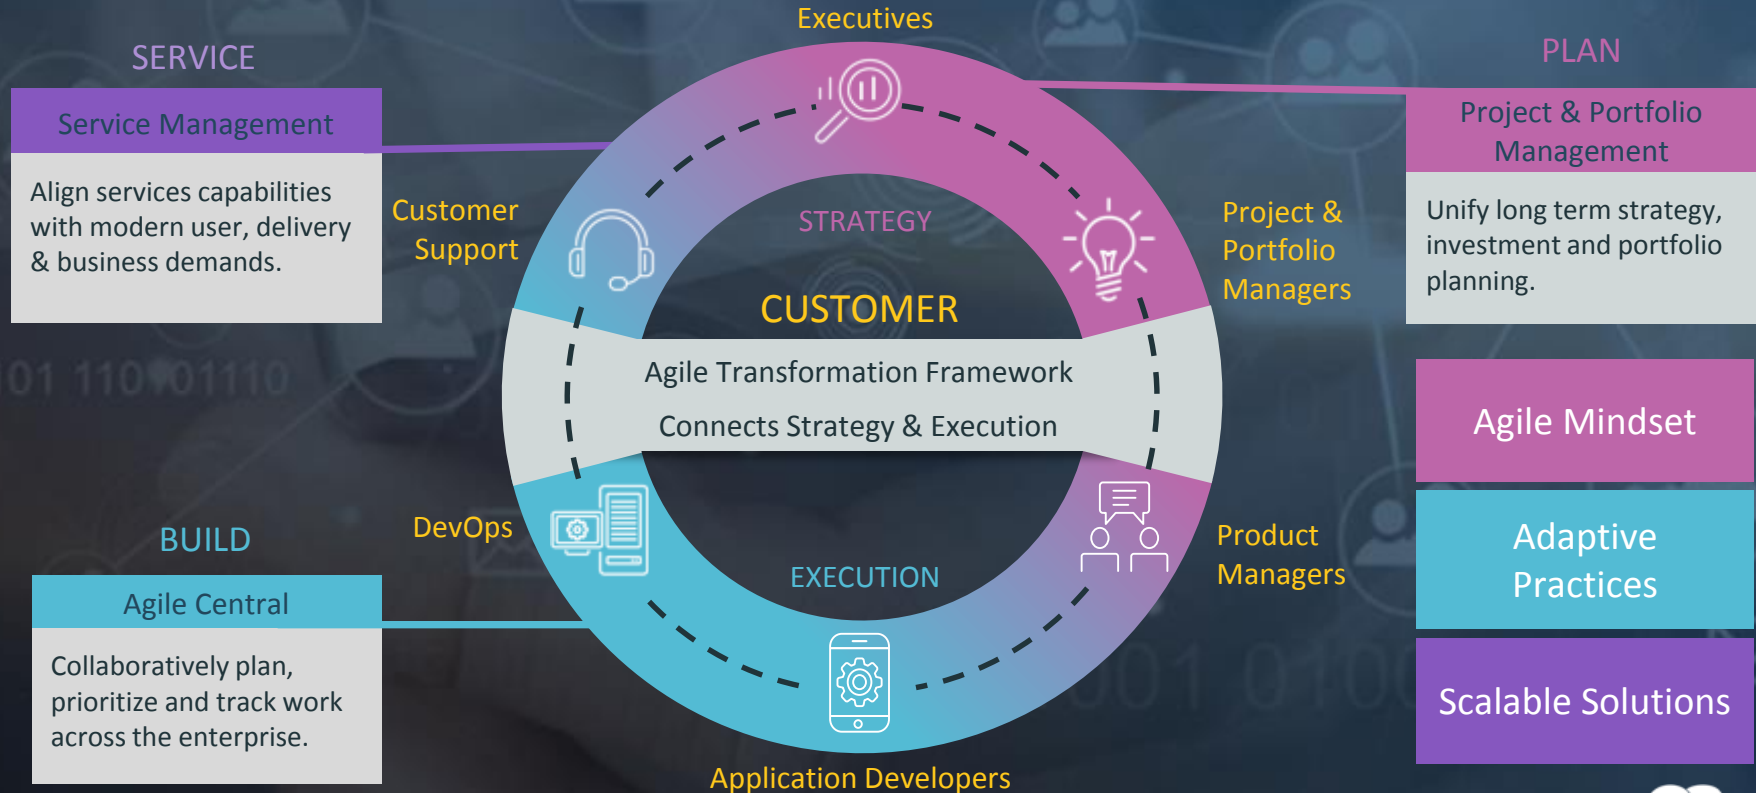 Executives
SERVICE
Service Management
Align services capabilities
with modern user, delivery
& business demands.
PLAN
Project & Portfolio
Management
Unify long term strategy,
investment and portfolio
planning.
Customer
Support
STRATEGY
Project &
Portfolio
Managers
CUSTOMER
Agile Transformation Framework
Connects Strategy & Execution
Agile Mindset
Adaptive
Practices
Scalable Solutions
DevOps
EXECUTION
Product
Managers
BUILD
Agile Central
Collaboratively plan,
prioritize and track work
across the enterprise.
Application Developers